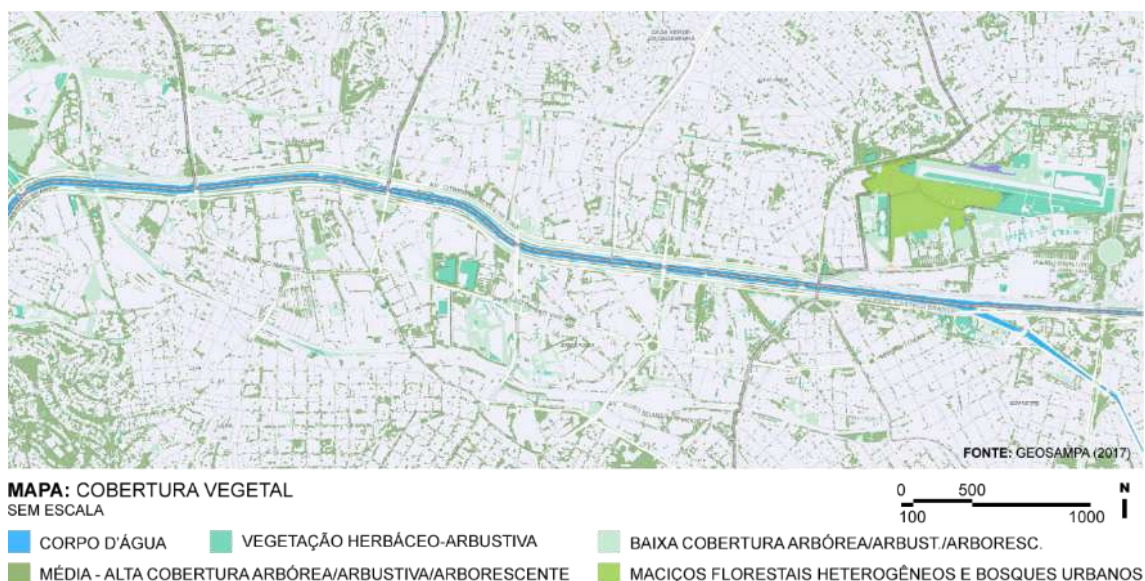 FONTE: GEOSAMPA (2017)
MAPA: COBERTURA VEGETAL
SEM ESCALA
0 500
100 1000
N
CORPO D'ÁGUA
VEGETAÇÃO HERBÁCEO-ARBUSTIVA
BAIXA COBERTURA ARBÓREA/ARBUST./ARBORESC.
MÉDIA - ALTA COBERTURA ARBÓREA/ARBUSTIVA/ARBORESCENTE
MACIÇOS FLORESTAIS HETEROGÊNEOS E BOSQUES URBANOS